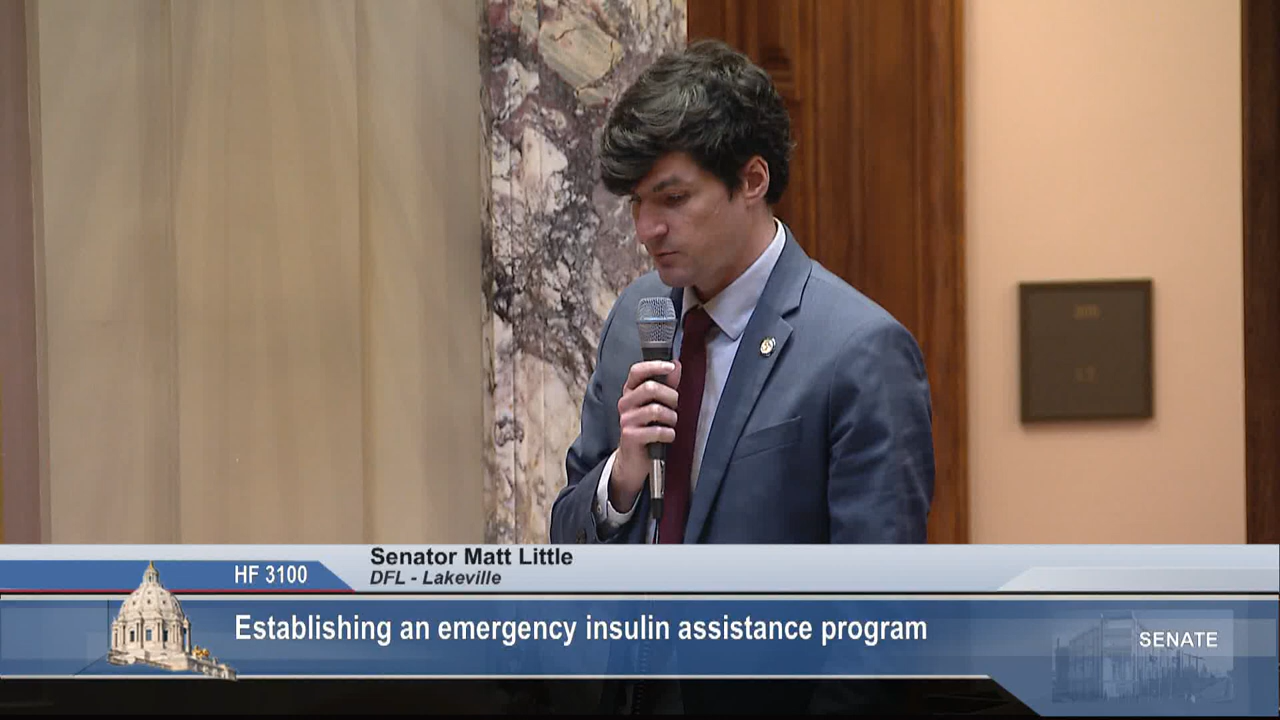 Senator Matt Little
HF 3100
DFL - Lakeville
Establishing an emergency insulin assistance program
SENATE